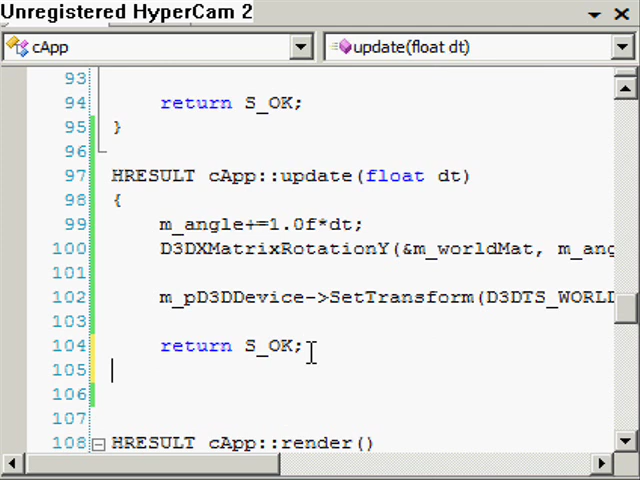 Unregistered HyperCam 2
cApp update(float dt)
93
94 return S_OK;
95 }
96
97 HRESULT cApp::update(float dt)
98 {
99 m_angle+=1.0f*dt;
100 D3DXMatrixRotationY(&m_worldMat, m_ang
101
102 m_pD3DDevice->SetTransform(D3DTS_WORLD
103
104 return S_OK;
105
106
107
108 HRESULT cApp::render()